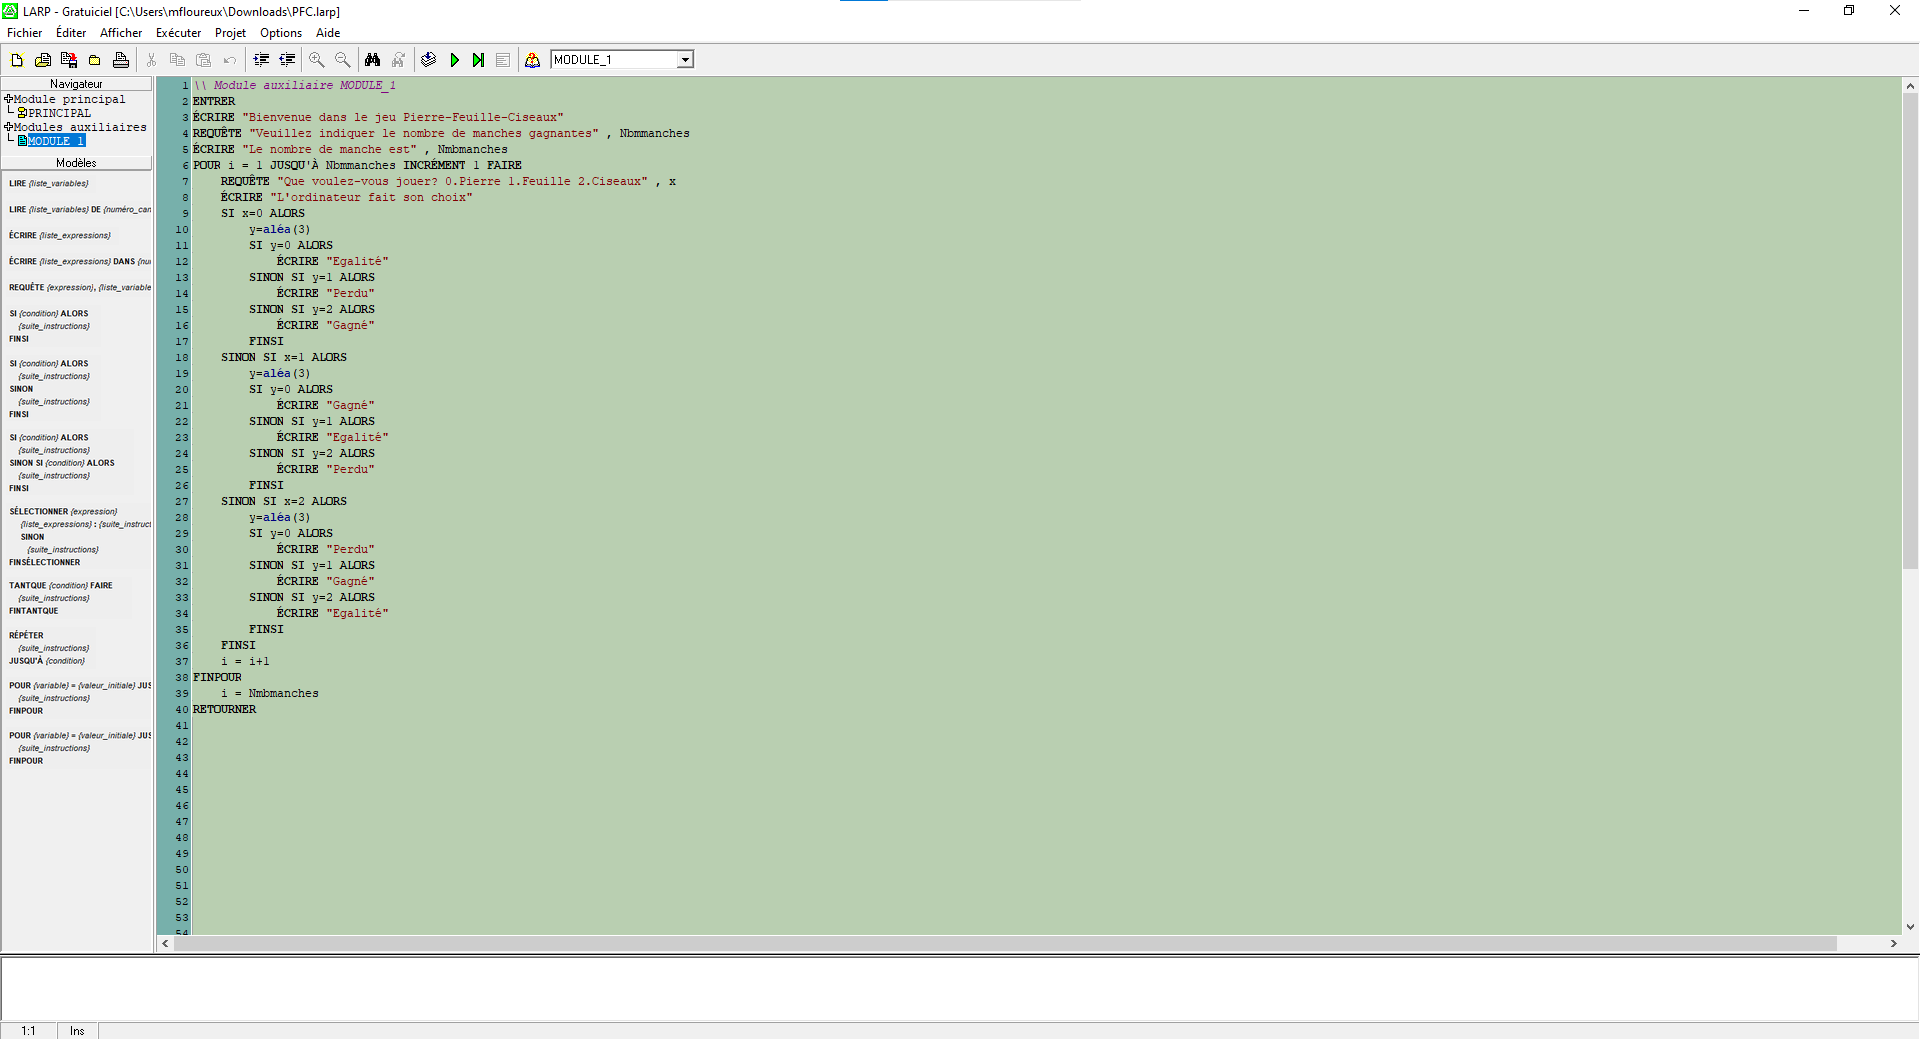 LARP - Gratuiciel [C:\Users\mfloureux\Downloads\PFC.larp]
Fichier Éditer Afficher Exécuter Projet Options Aide
MODULE_1
Navigateur
Module principal
PRINCIPAL
Modules auxiliaires
MODULE_1
Modèles
LIRE {liste_variables}
LIRE {liste_variables} DE {numéro_can
ÉCRIRE {liste_expressions}
ÉCRIRE {liste_expressions} DANS {nu
REQUÊTE {expression}, {liste_variable
SI {condition} ALORS
{suite_instructions}
FINSI
SI {condition} ALORS
{suite_instructions}
SINON
{suite_instructions}
FINSI
SI {condition} ALORS
{suite_instructions}
SINON SI {condition} ALORS
{suite_instructions}
FINSI
SÉLECTIONNER {expression}
{liste_expressions} : {suite_instruct
SINON
{suite_instructions}
FINSÉLECTIONNER
TANTQUE {condition} FAIRE
{suite_instructions}
FINTANTQUE
RÉPÉTER
{suite_instructions}
JUSQU'À {condition}
POUR {variable} = {valeur_initiale} JUS
{suite_instructions}
FINPOUR
POUR {variable} = {valeur_initiale} JUS
{suite_instructions}
FINPOUR
1 \\ Module auxiliaire MODULE_1
2 ENTRER
3 ÉCRIRE "Bienvenue dans le jeu Pierre-Feuille-Ciseaux"
4 REQUÊTE "Veuillez indiquer le nombre de manches gagnantes" , Nbmmanches
5 ÉCRIRE "Le nombre de manche est" , Nmbmanches
6 POUR i = 1 JUSQU'À Nbmmanches INCRÉMENT 1 FAIRE
7 REQUÊTE "Que voulez-vous jouer? 0.Pierre 1.Feuille 2.Ciseaux" , x
8 ÉCRIRE "L'ordinateur fait son choix"
9 SI x=0 ALORS
10 y=aléa(3)
11 SI y=0 ALORS
12 ÉCRIRE "Egalité"
13 SINON SI y=1 ALORS
14 ÉCRIRE "Perdu"
15 SINON SI y=2 ALORS
16 ÉCRIRE "Gagné"
17 FINSI
18 SINON SI x=1 ALORS
19 y=aléa(3)
20 SI y=0 ALORS
21 ÉCRIRE "Gagné"
22 SINON SI y=1 ALORS
23 ÉCRIRE "Egalité"
24 SINON SI y=2 ALORS
25 ÉCRIRE "Perdu"
26 FINSI
27 SINON SI x=2 ALORS
28 y=aléa(3)
29 SI y=0 ALORS
30 ÉCRIRE "Perdu"
31 SINON SI y=1 ALORS
32 ÉCRIRE "Gagné"
33 SINON SI y=2 ALORS
34 ÉCRIRE "Egalité"
35 FINSI
36 FINSI
37 i = i+1
38 FINPOUR
39 i = Nmbmanches
40 RETOURNER
41
42
43
44
45
46
47
48
49
50
51
52
53
54
1:1 Ins